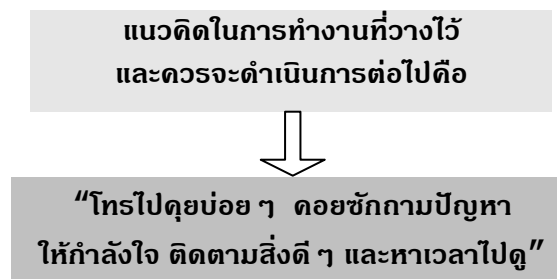 แนวคิดในการทำงานที่วางไว้
และควรจะดำเนินการต่อไปคือ
“โทรไปคุยบ่อย ๆ คอยซักถามปัญหา
ให้กำลังใจ ติดตามสิ่งดี ๆ และหาเวลาไปดู”